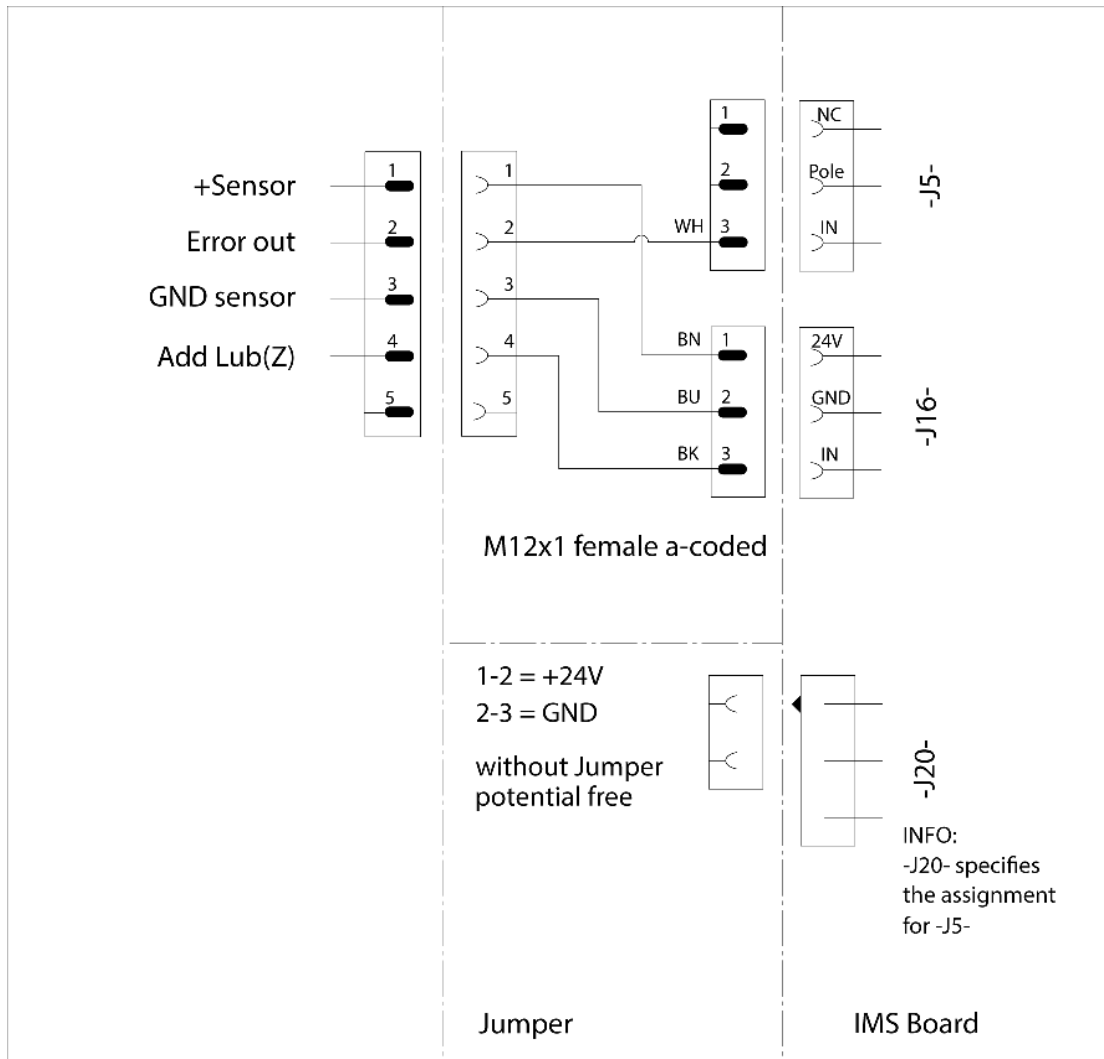 +Sensor
Error out
GND sensor
Add Lub(Z)
1
2
3
4
5
1
2
3
4
5
WH
BN
BU
BK
1
2
3
1
2
3
NC
Pole
IN
-J5-
24V
GND
IN
-J16-
M12x1 female a-coded
1-2 = +24V
2-3 = GND
without Jumper
potential free
-J20-
INFO:
-J20- specifies
the assignment
for -J5-
Jumper
IMS Board